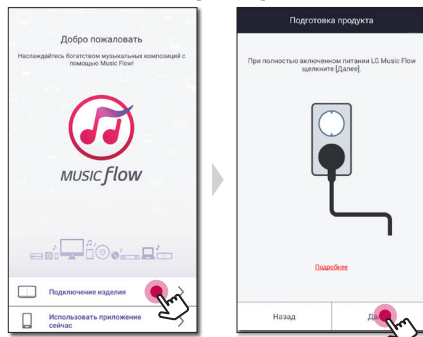 Добро пожаловать
Наслаждайтесь богатством музыкальных композиций с
помощью Music Flow!
MUSIC flow
Подключение изделия
Использовать приложение
сейчас
Подготовка продукта
При полностью включенном питании LG Music Flow
щелкните [Далее].
Подробнее
Назад